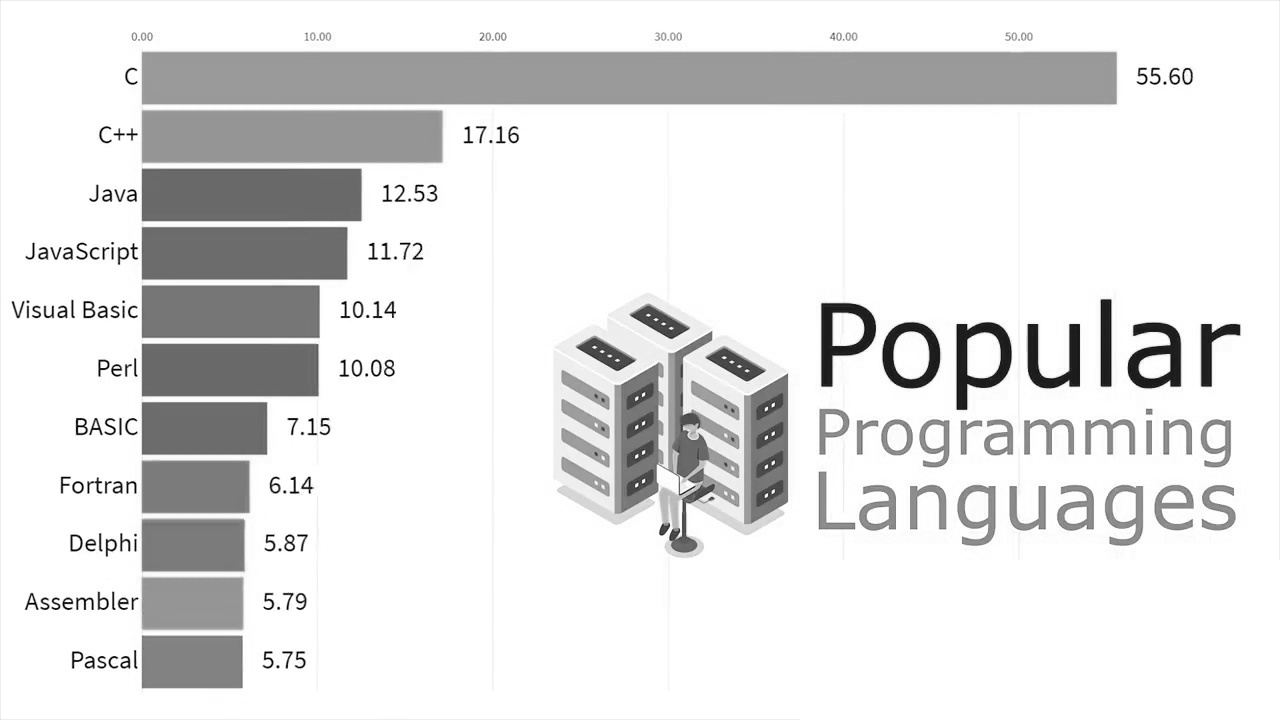 0.00 10.00 20.00 30.00 40.00 50.00
C 55.60
C++ 17.16
Java 12.53
JavaScript 11.72
Visual Basic 10.14
Perl 10.08
BASIC 7.15
Fortran 6.14
Delphi 5.87
Assembler 5.79
Pascal 5.75
Popular
Programming
Languages